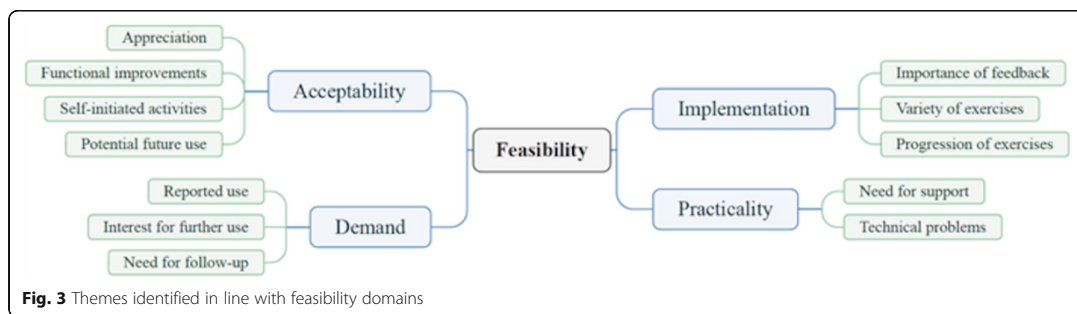 Appreciation
Functional improvements
Self-initiated activities
Potential future use
Acceptability
Reported use
Interest for further use
Need for follow-up
Demand
Feasibility
Implementation
Importance of feedback
Variety of exercises
Progression of exercises
Practicality
Need for support
Technical problems
Fig. 3 Themes identified in line with feasibility domains